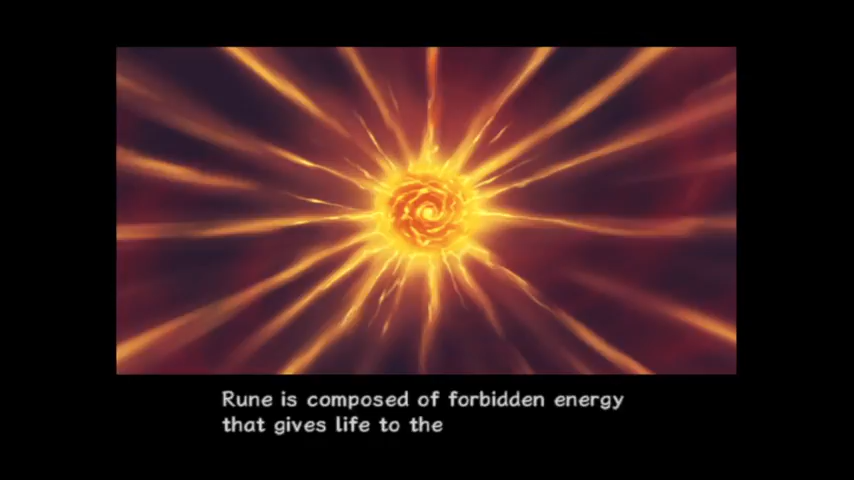 Rune is composed of forbidden energy
that gives life to the